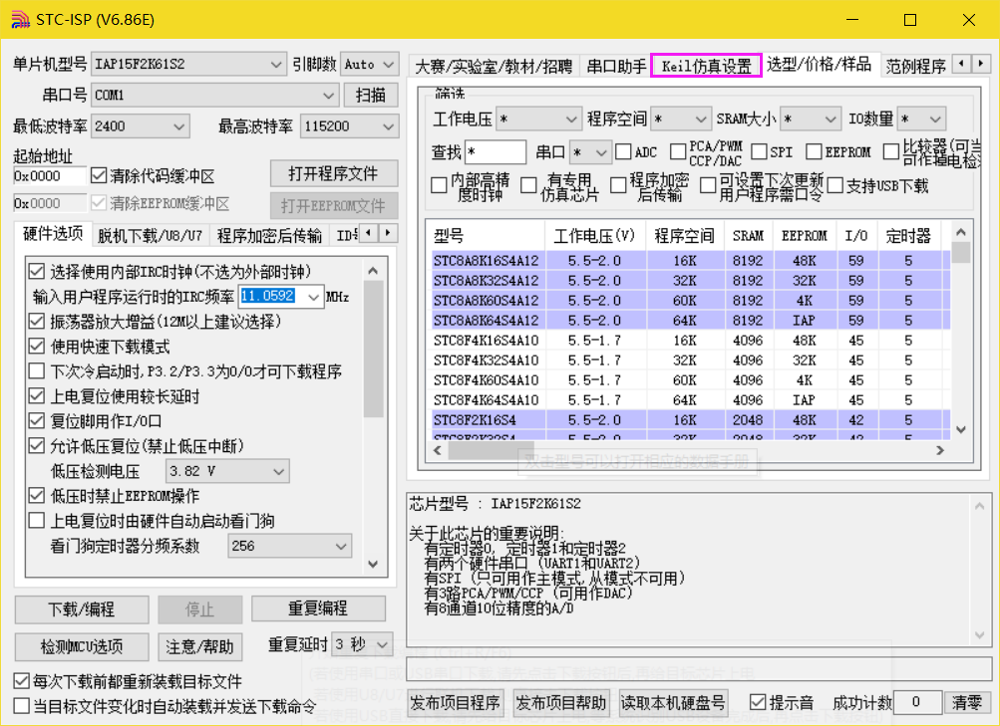 STC-ISP (V6.86E)
单片机型号 IAP15F2K61S2 引脚数 Auto
串口号 COM1 扫描
最低波特率 2400 最高波特率 115200
起始地址
0x0000 清除代码缓冲区 打开程序文件
0x0000 清除EEPROM缓冲区 打开EEPROM文件
硬件选项 脱机下载/U8/U7 程序加密后传输
选择使用内部IRC时钟(不选为外部时钟)
输入用户程序运行时的IRC频率 11.0592 MHz
振荡器放大增益(12M以上建议选择)
使用快速下载模式
下次冷启动时,P3.2/P3.3为0/0才可下载程序
上电复位使用较长延时
复位脚用作I/O口
允许低压复位(禁止低压中断)
低压检测电压 3.82 V
低压时禁止EEPROM操作
上电复位时由硬件自动启动看门狗
看门狗定时器分频系数 256
下载/编程 停止 重复编程
检测MCU选项 注意/帮助 重复延时 3 秒
每次下载前都重新装载目标文件
当目标文件变化时自动装载并发送下载命令
大赛/实验室/教材/招聘 串口助手 Keil仿真设置 选型/价格/样品 范例程序
筛选
工作电压 * 程序空间 * SRAM大小 * IO数量 *
查找 * 串口 * ADC PCA/PWM CCP/DAC SPI EEPROM
内部高精度时钟 有专用仿真芯片 程序加密后传输 可设置下次更新用户程序需口令 支持USB下载
型号 工作电压(V) 程序空间 SRAM EEPROM I/O 定时器
STC8A8K16S4A12 5.5-2.0 16K 8192 48K 59 5
STC8A8K32S4A12 5.5-2.0 32K 8192 32K 59 5
STC8A8K60S4A12 5.5-2.0 60K 8192 4K 59 5
STC8A8K64S4A12 5.5-2.0 64K 8192 IAP 59 5
STC8F4K16S4A10 5.5-1.7 16K 4096 48K 45 5
STC8F4K32S4A10 5.5-1.7 32K 4096 32K 45 5
STC8F4K60S4A10 5.5-1.7 60K 4096 4K 45 5
STC8F4K64S4A10 5.5-1.7 64K 4096 IAP 45 5
STC8F2K16S4 5.5-2.0 16K 2048 48K 42 5
STC8F2K32S4 5.5-2.0 32K 2048 32K 42 5
双击型号可以打开相应的数据手册
芯片型号 : IAP15F2K61S2
关于此芯片的重要说明:
有定时器0, 定时器1和定时器2
有两个硬件串口 (UART1和UART2)
有SPI (只可用作主模式,从模式不可用)
有3路PCA/PWM/CCP (可用作DAC)
有8通道10位精度的A/D
发布项目程序 发布项目帮助 读取本机硬盘号 提示音 成功计数 0 清零